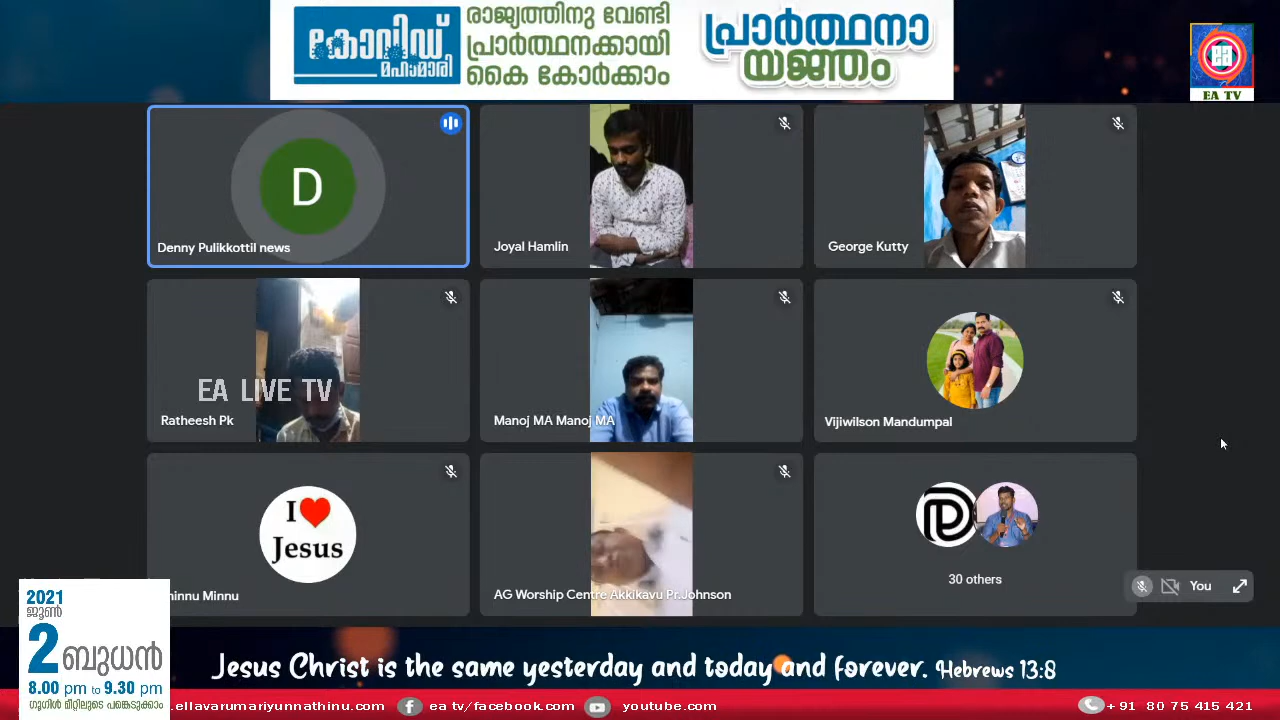 കോവിഡ്
മഹാമാരി
രാജ്യത്തിനു വേണ്ടി
പ്രാർത്ഥനക്കായി
കൈ കോർക്കാം
പ്രാർത്ഥനാ
യജ്ഞം
ea
EA TV
D
Denny Pulikkottil news
Joyal Hamlin
George Kutty
EA LIVE TV
Ratheesh Pk
Manoj MA Manoj MA
Vijiwilson Mandumpal
I ❤ Jesus
Minnu
AG Worship Centre Akkikavu Pr.Johnson
30 others
You
2021
ജൂൺ
2 ബുധൻ
8.00 pm to 9.30 pm
ഗൂഗിൾ മീറ്റിലൂടെ പങ്കെടുക്കാം
Jesus Christ is the same yesterday and today and forever. Hebrews 13:8
.ellavarumariyunnathinu.com
ea tv/facebook.com
youtube.com
+ 91 80 75 415 421